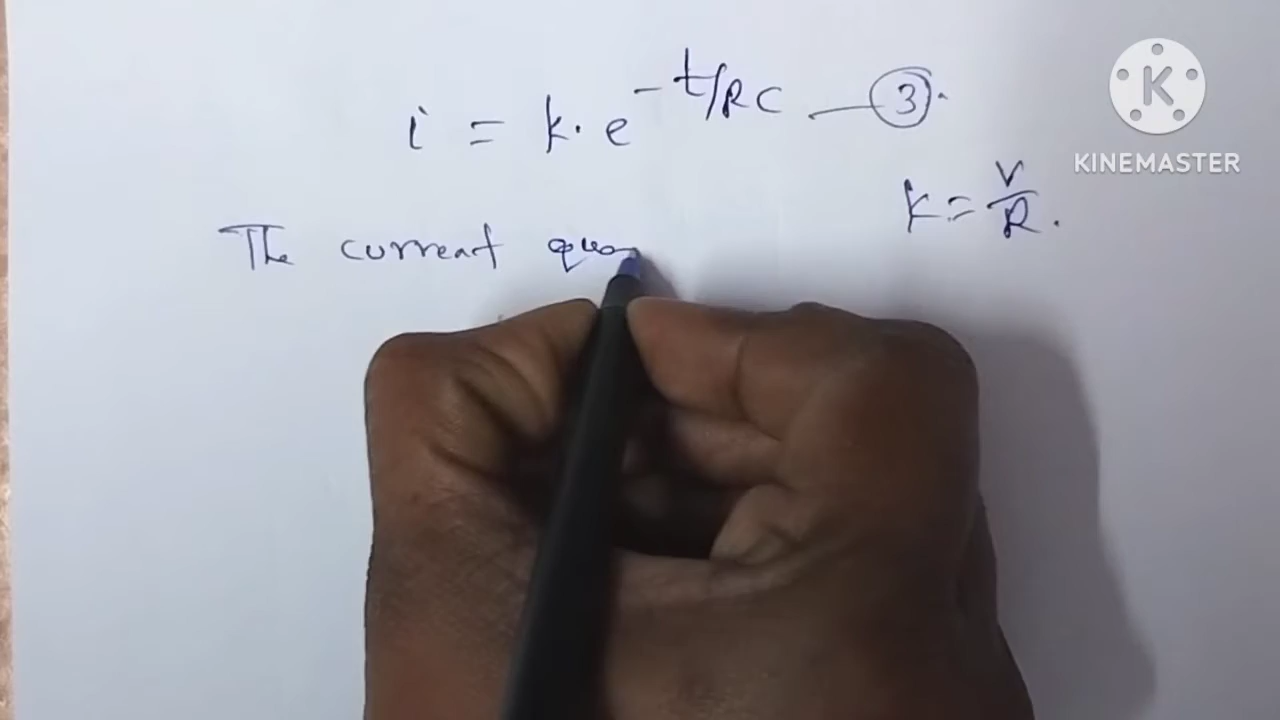 i = k. e^{-t/RC} — ③.
k = V/R.
The current
K
KINEMASTER